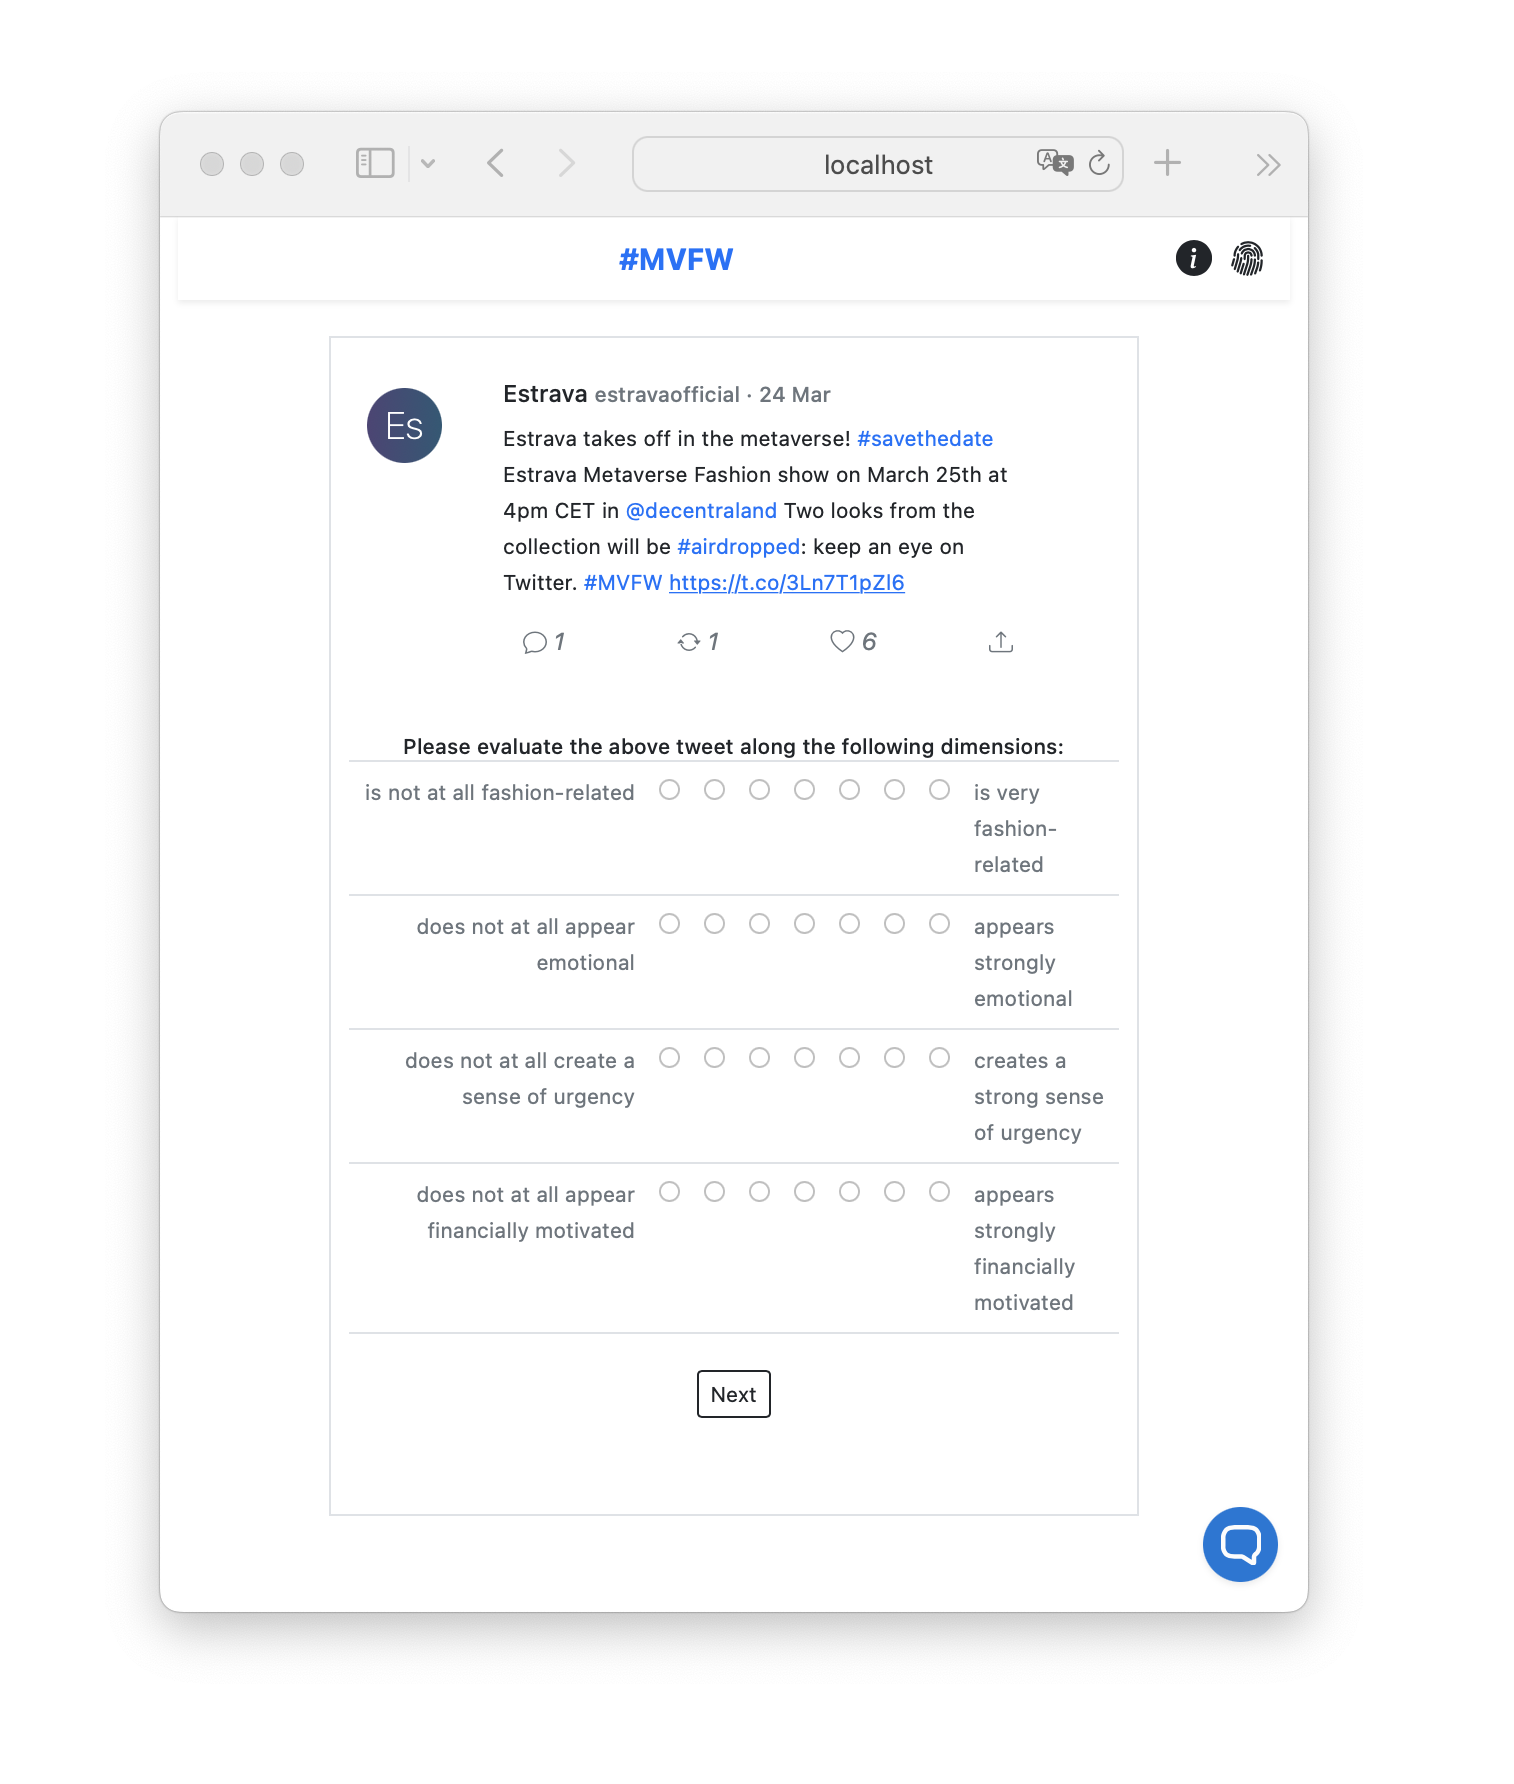 localhost
#MVFW
Es
Estrava estravaofficial · 24 Mar
Estrava takes off in the metaverse! #savethedate
Estrava Metaverse Fashion show on March 25th at
4pm CET in @decentraland Two looks from the
collection will be #airdropped: keep an eye on
Twitter. #MVFW https://t.co/3Ln7T1pZl6
1 1 6
Please evaluate the above tweet along the following dimensions:
is not at all fashion-related
is very
fashion-
related
does not at all appear
emotional
appears
strongly
emotional
does not at all create a
sense of urgency
creates a
strong sense
of urgency
does not at all appear
financially motivated
appears
strongly
financially
motivated
Next